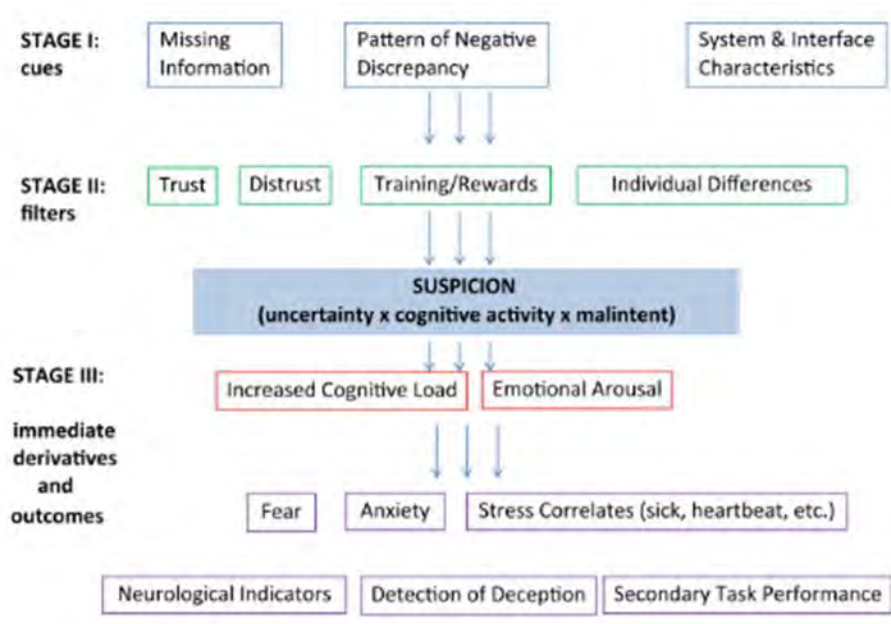 STAGE I:
cues
Missing
Information
Pattern of Negative
Discrepancy
System & Interface
Characteristics
STAGE II:
filters
Trust
Distrust
Training/Rewards
Individual Differences
SUSPICION
(uncertainty x cognitive activity x malintent)
STAGE III:
immediate
derivatives
and
outcomes
Increased Cognitive Load
Emotional Arousal
Fear
Anxiety
Stress Correlates (sick, heartbeat, etc.)
Neurological Indicators
Detection of Deception
Secondary Task Performance